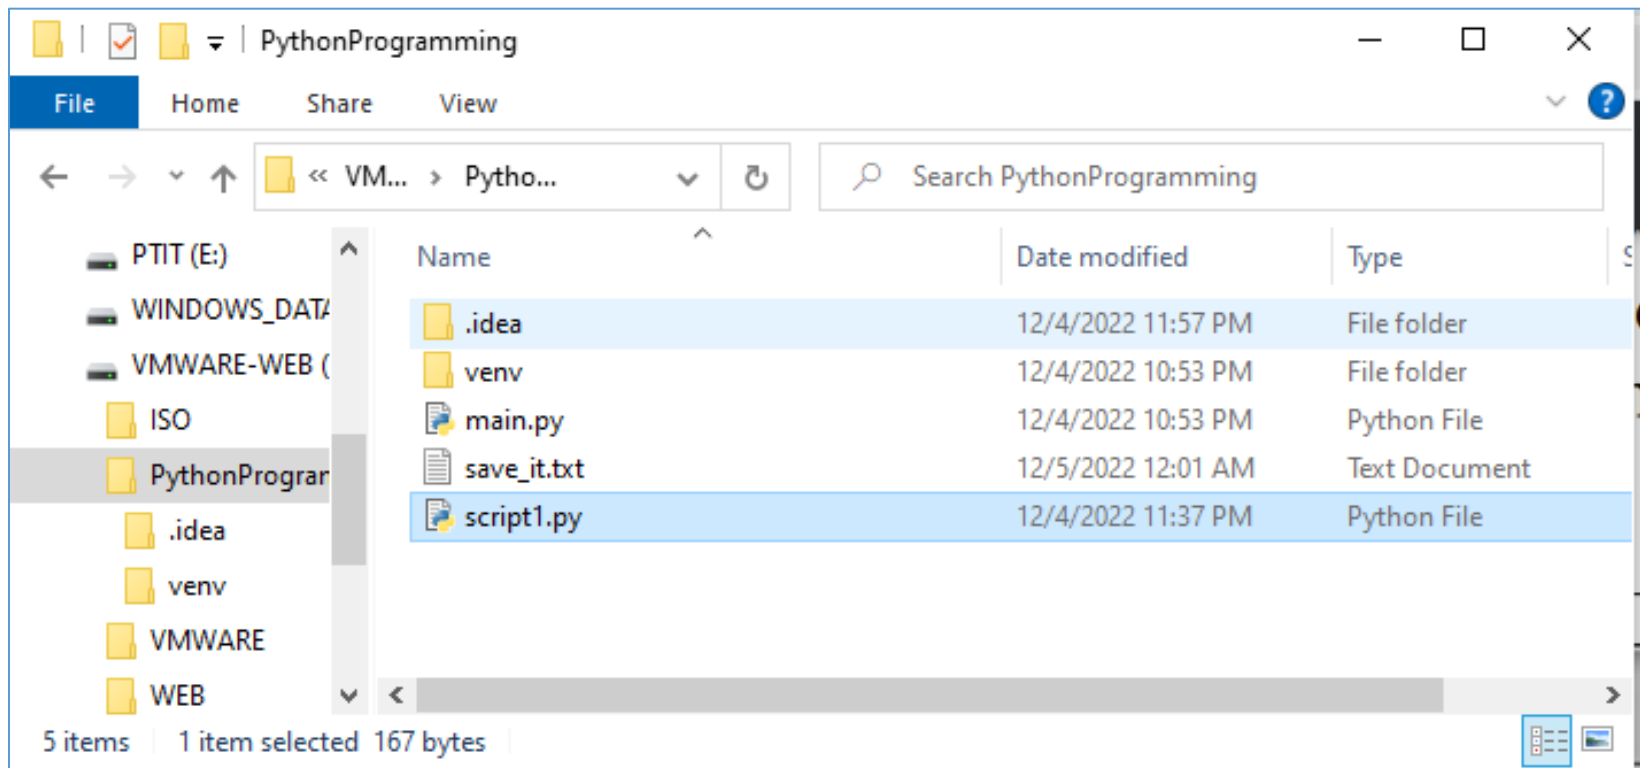 PythonProgramming
File Home Share View
« VM... › Pytho... Search PythonProgramming
PTIT (E:)
WINDOWS_DATA
VMWARE-WEB (
ISO
PythonProgram
.idea
venv
VMWARE
WEB
Name Date modified Type S
.idea 12/4/2022 11:57 PM File folder
venv 12/4/2022 10:53 PM File folder
main.py 12/4/2022 10:53 PM Python File
save_it.txt 12/5/2022 12:01 AM Text Document
script1.py 12/4/2022 11:37 PM Python File
5 items 1 item selected 167 bytes